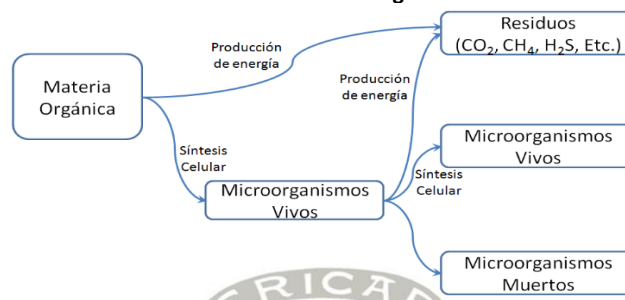 Residuos
(CO₂, CH₄, H₂S, Etc.)
Producción
de energía
Producción
de energía
Materia
Orgánica
Síntesis
Celular
Microorganismos
Vivos
Microorganismos
Vivos
Síntesis
Celular
Microorganismos
Muertos
RICA